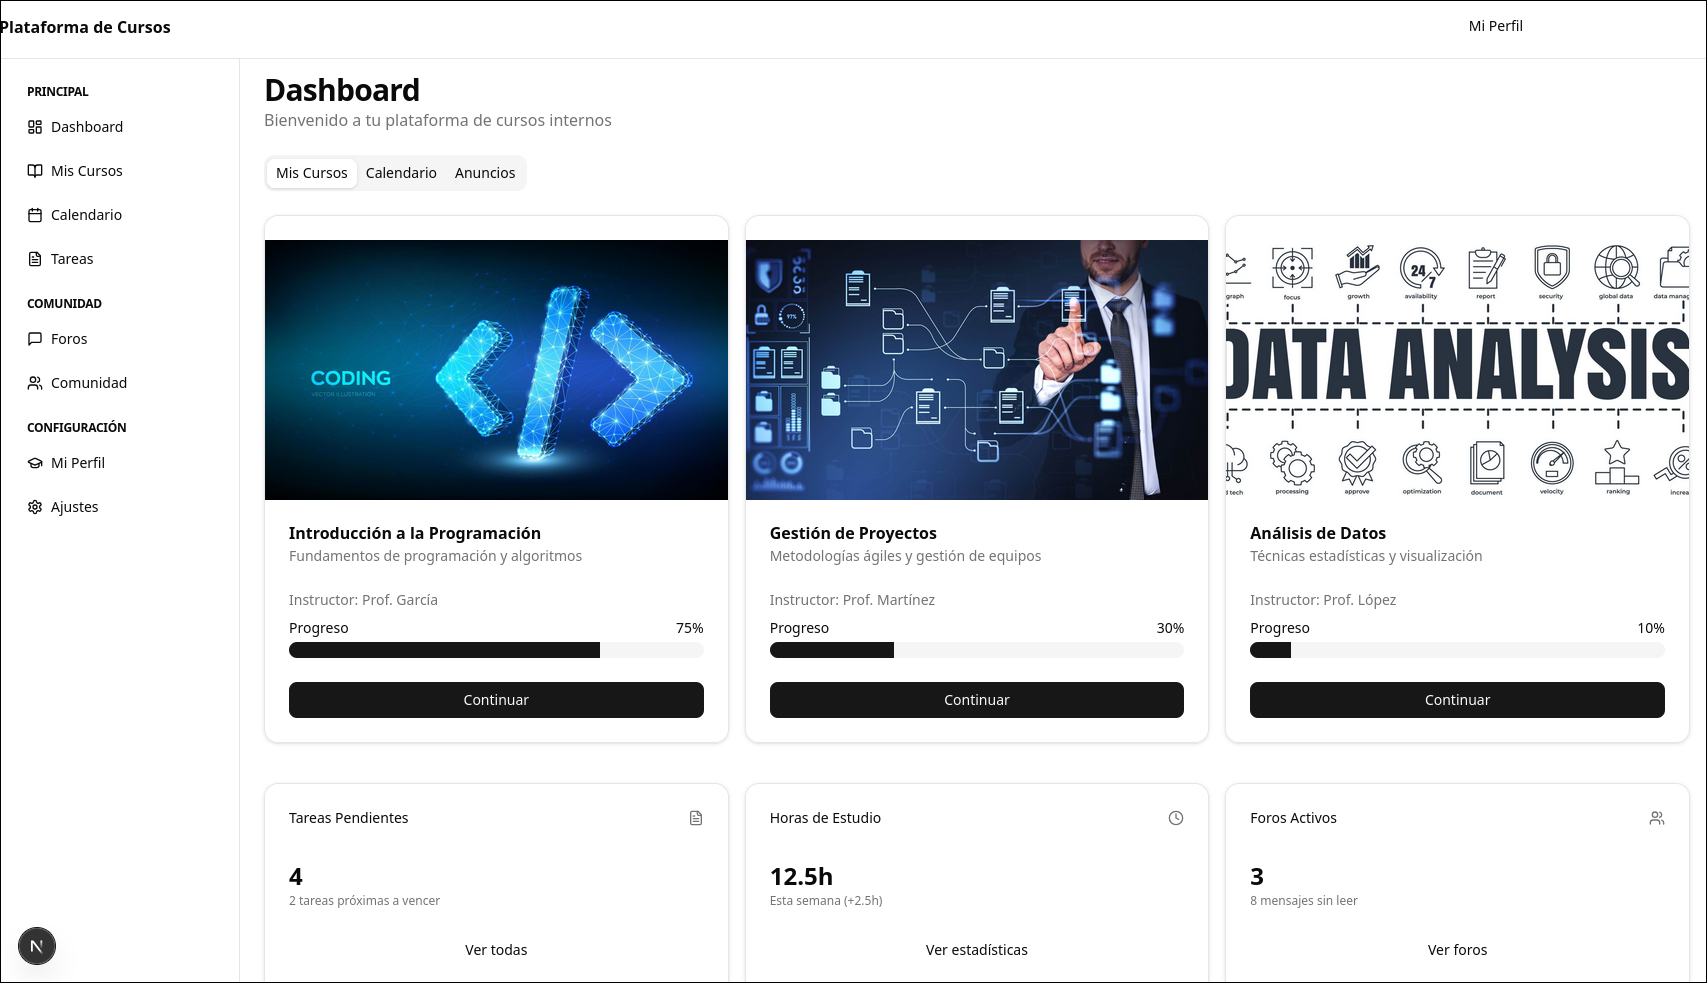 Plataforma de Cursos
Mi Perfil
PRINCIPAL
Dashboard
Mis Cursos
Calendario
Tareas
COMUNIDAD
Foros
Comunidad
CONFIGURACIÓN
Mi Perfil
Ajustes
Dashboard
Bienvenido a tu plataforma de cursos internos
Mis Cursos Calendario Anuncios
CODING
VECTOR ILLUSTRATION
Introducción a la Programación
Fundamentos de programación y algoritmos
Instructor: Prof. García
Progreso 75%
Continuar
97%
Gestión de Proyectos
Metodologías ágiles y gestión de equipos
Instructor: Prof. Martínez
Progreso 30%
Continuar
24/7
graph focus growth availability report security global data data manag
DATA ANALYSIS
d tech processing approve optimization document velocity ranking increa
Análisis de Datos
Técnicas estadísticas y visualización
Instructor: Prof. López
Progreso 10%
Continuar
Tareas Pendientes
4
2 tareas próximas a vencer
Ver todas
Horas de Estudio
12.5h
Esta semana (+2.5h)
Ver estadísticas
Foros Activos
3
8 mensajes sin leer
Ver foros
N